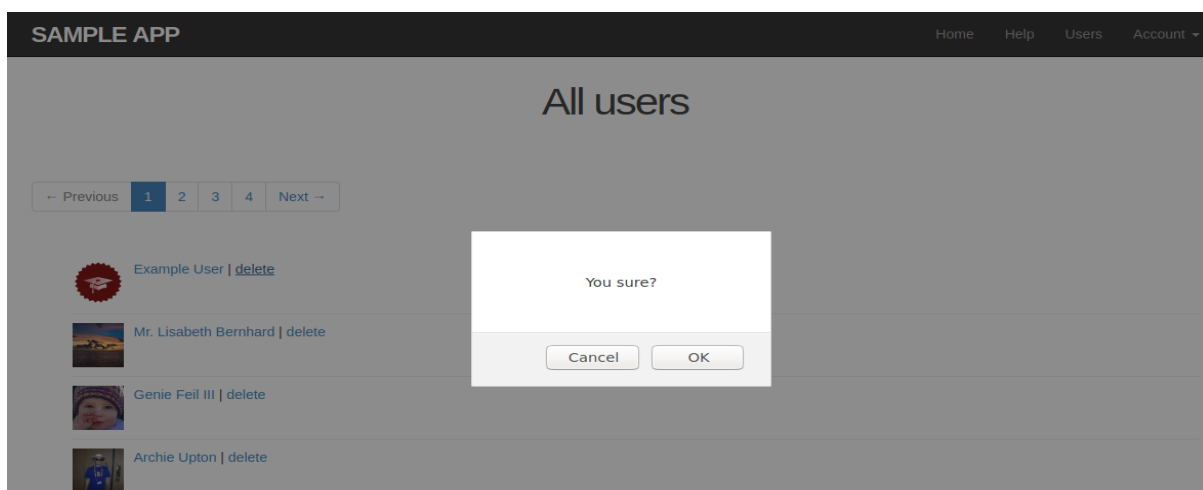 SAMPLE APP Home Help Users Account
All users
← Previous 1 2 3 4 Next →
Example User | delete
You sure?
Mr. Lisabeth Bernhard | delete
Cancel OK
Genie Feil III | delete
Archie Upton | delete